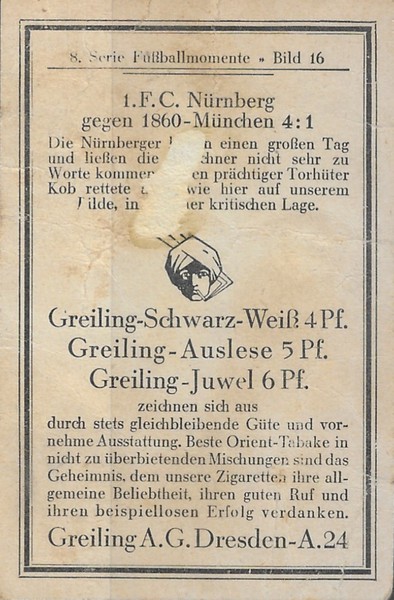 8. Serie Fußballmomente » Bild 16
1. F. C. Nürnberg
gegen 1860-München 4:1
Die Nürnberger einen großen Tag
und ließen die nicht sehr zu
Worte prächtiger Torhüter
Kob rettete wie hier auf unserem
in kritischen Lage.
Greiling-Schwarz-Weiß 4 Pf.
Greiling-Auslese 5 Pf.
Greiling-Juwel 6 Pf.
zeichnen sich aus
durch stets gleichbleibende Güte und vor-
nehme Ausstattung. Beste Orient-Tabake in
nicht zu überbietenden Mischungen sind das
Geheimnis, dem unsere Zigaretten ihre all-
gemeine Beliebtheit, ihren guten Ruf und
ihren beispiellosen Erfolg verdanken.
Greiling A. G. Dresden-A. 24